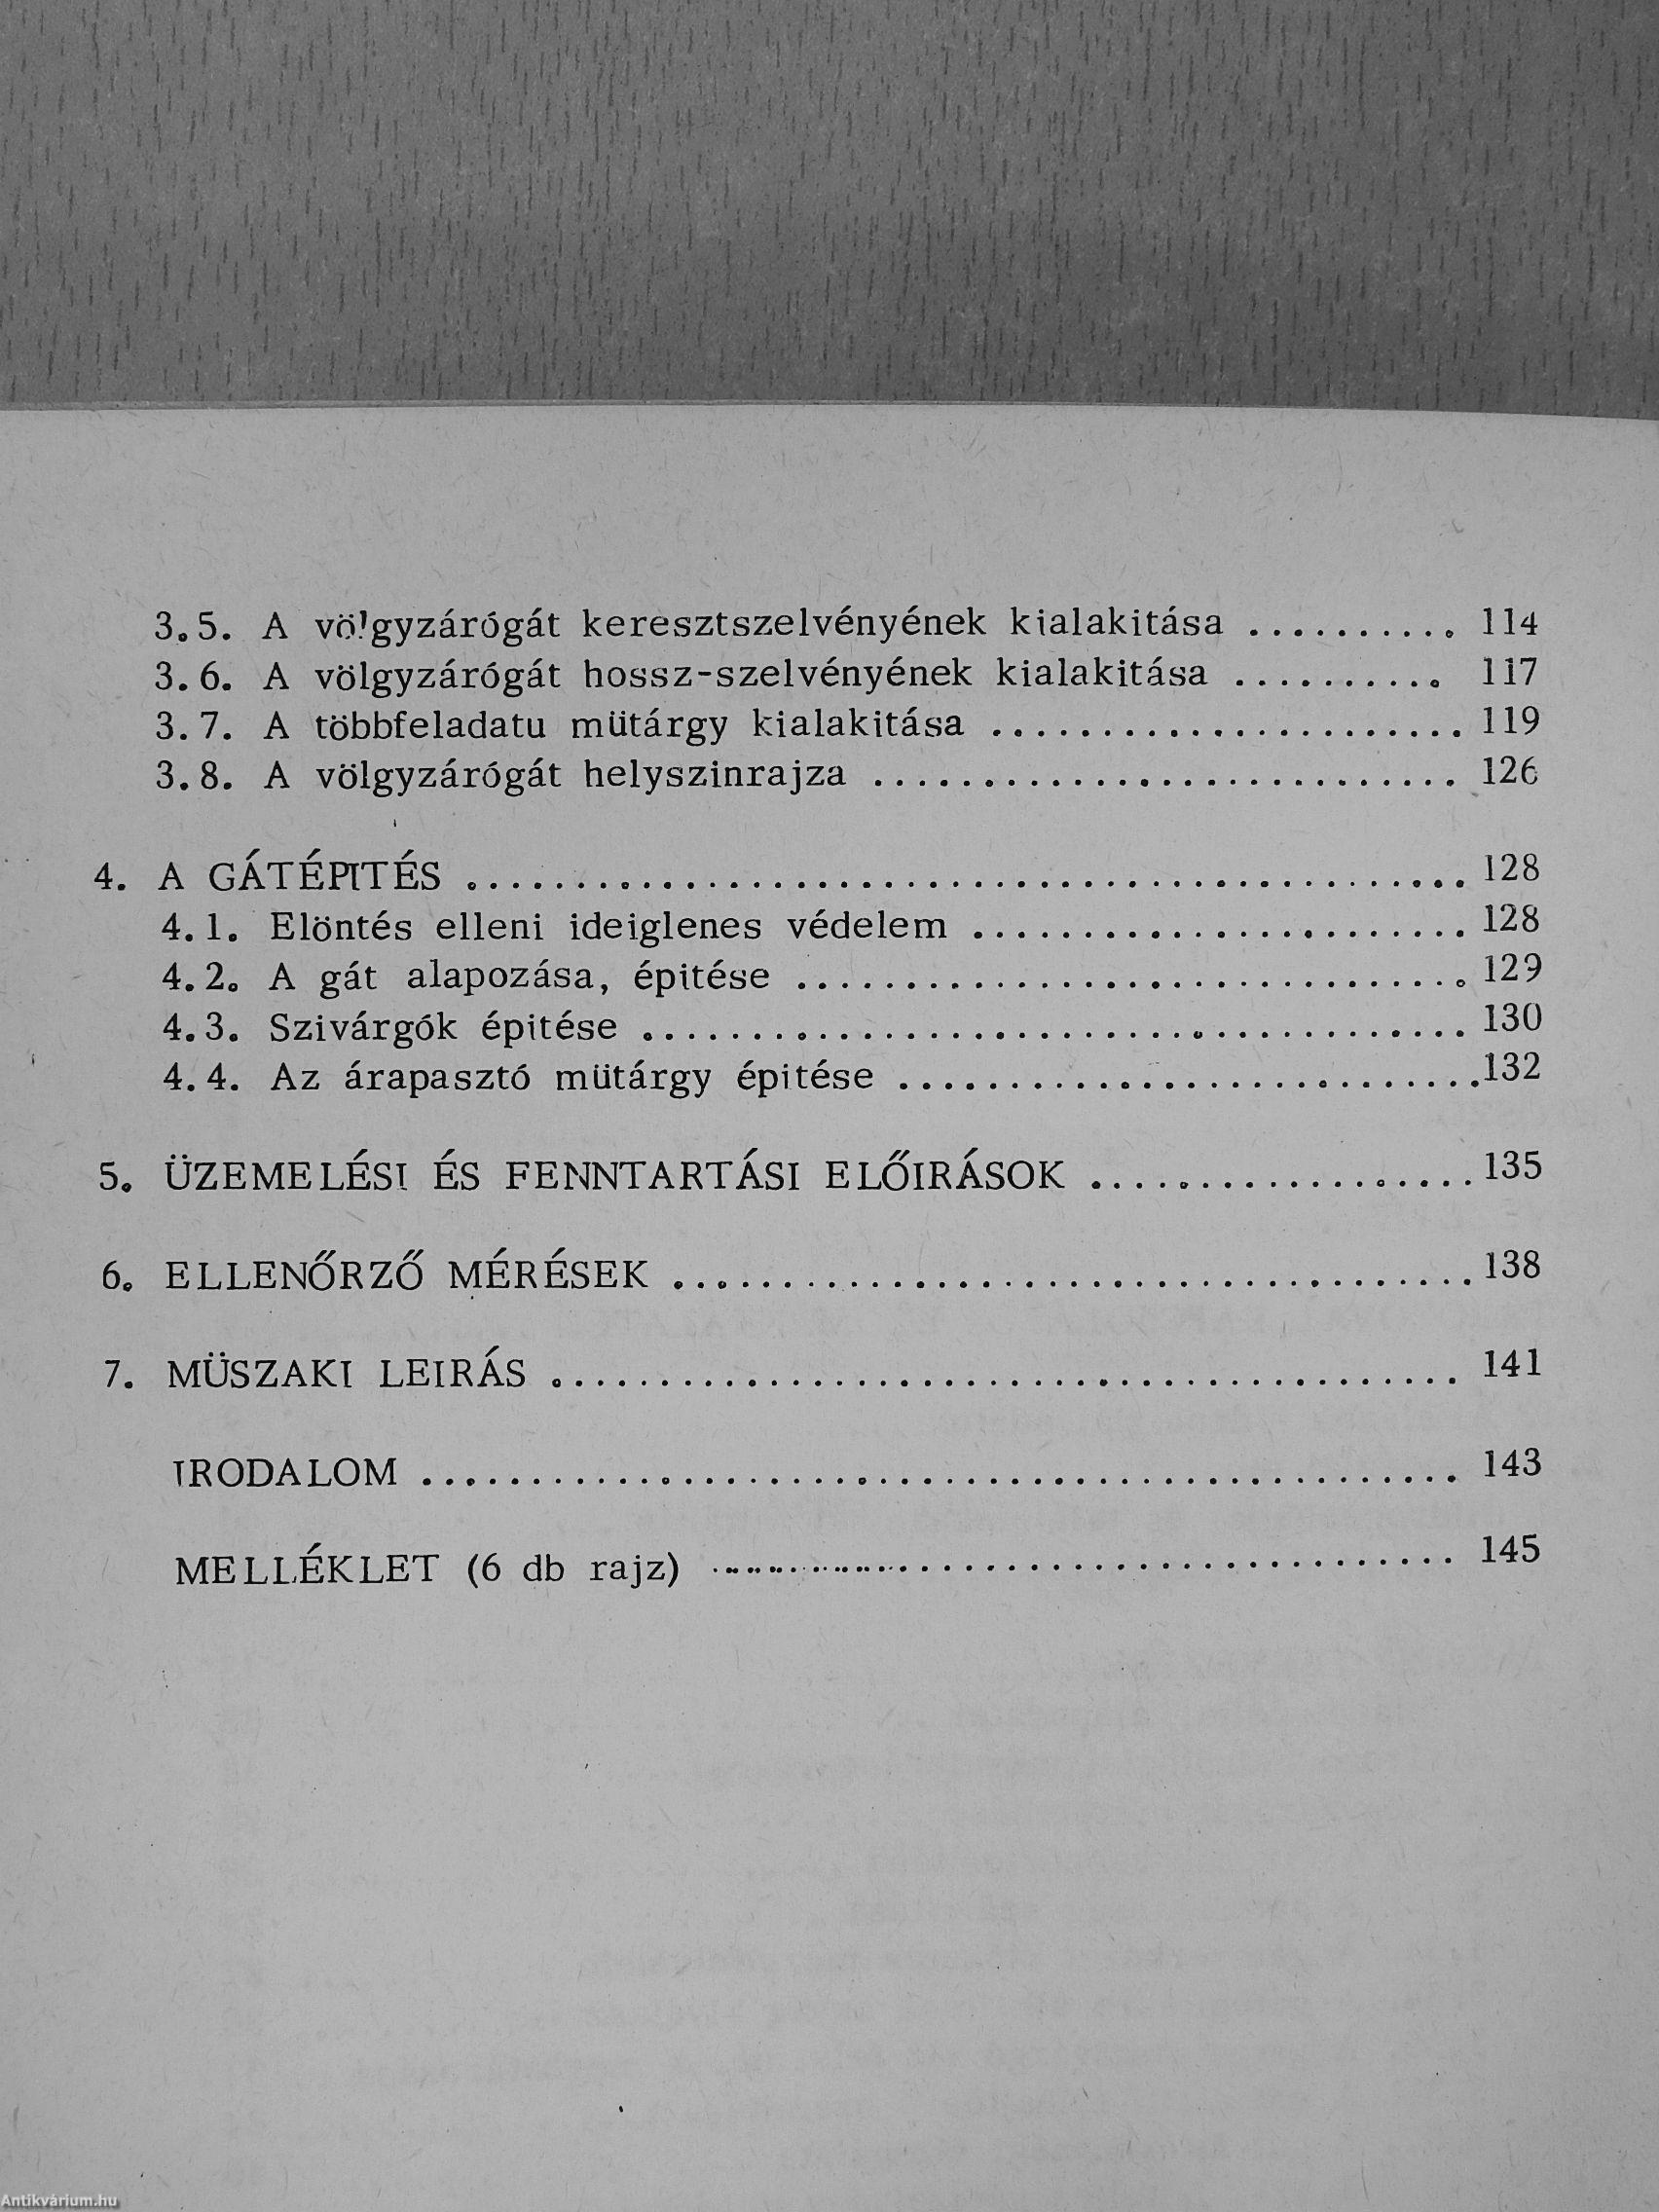 3.5. A völgyzárógát keresztszelvényének kialakitása .......... 114
3.6. A völgyzárógát hossz-szelvényének kialakitása .......... 117
3.7. A többfeladatu mütárgy kialakitása ...................... 119
3.8. A völgyzárógát helyszinrajza ........................... 126
4. A GÁTÉPITÉS .............................................. 128
4.1. Elöntés elleni ideiglenes védelem ....................... 128
4.2. A gát alapozása, épitése ............................... 129
4.3. Szivárgók épitése ...................................... 130
4.4. Az árapasztó mütárgy épitése ........................... 132
5. ÜZEMELÉSI ÉS FENNTARTÁSI ELŐIRÁSOK .................. 135
6. ELLENŐRZŐ MÉRÉSEK ..................................... 138
7. MÜSZAKI LEIRÁS .......................................... 141
IRODALOM ................................................ 143
MELLÉKLET (6 db rajz) .................................... 145
Antikvárium.hu